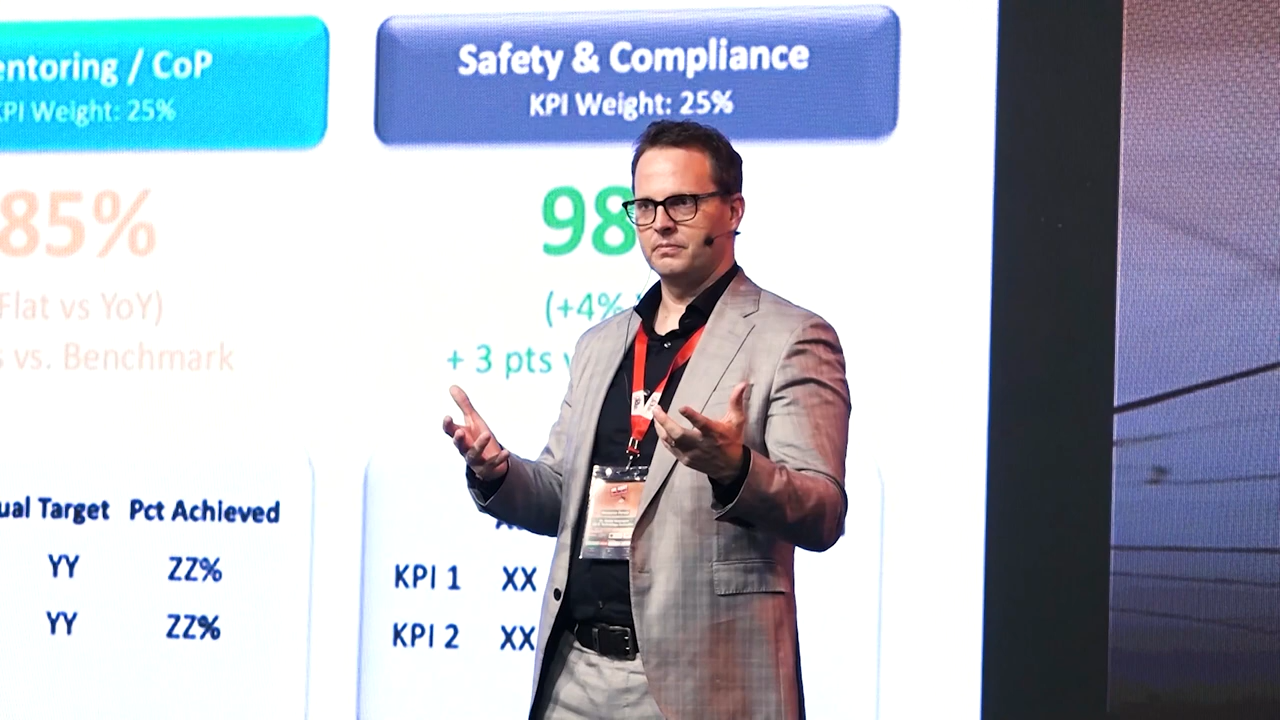 entoring / CoP
KPI Weight: 25%
85%
Flat vs YoY)
s vs. Benchmark
ual Target Pct Achieved
YY ZZ%
YY ZZ%
Safety & Compliance
KPI Weight: 25%
98
(+4%
+ 3 pts
KPI 1 XX
KPI 2 XX